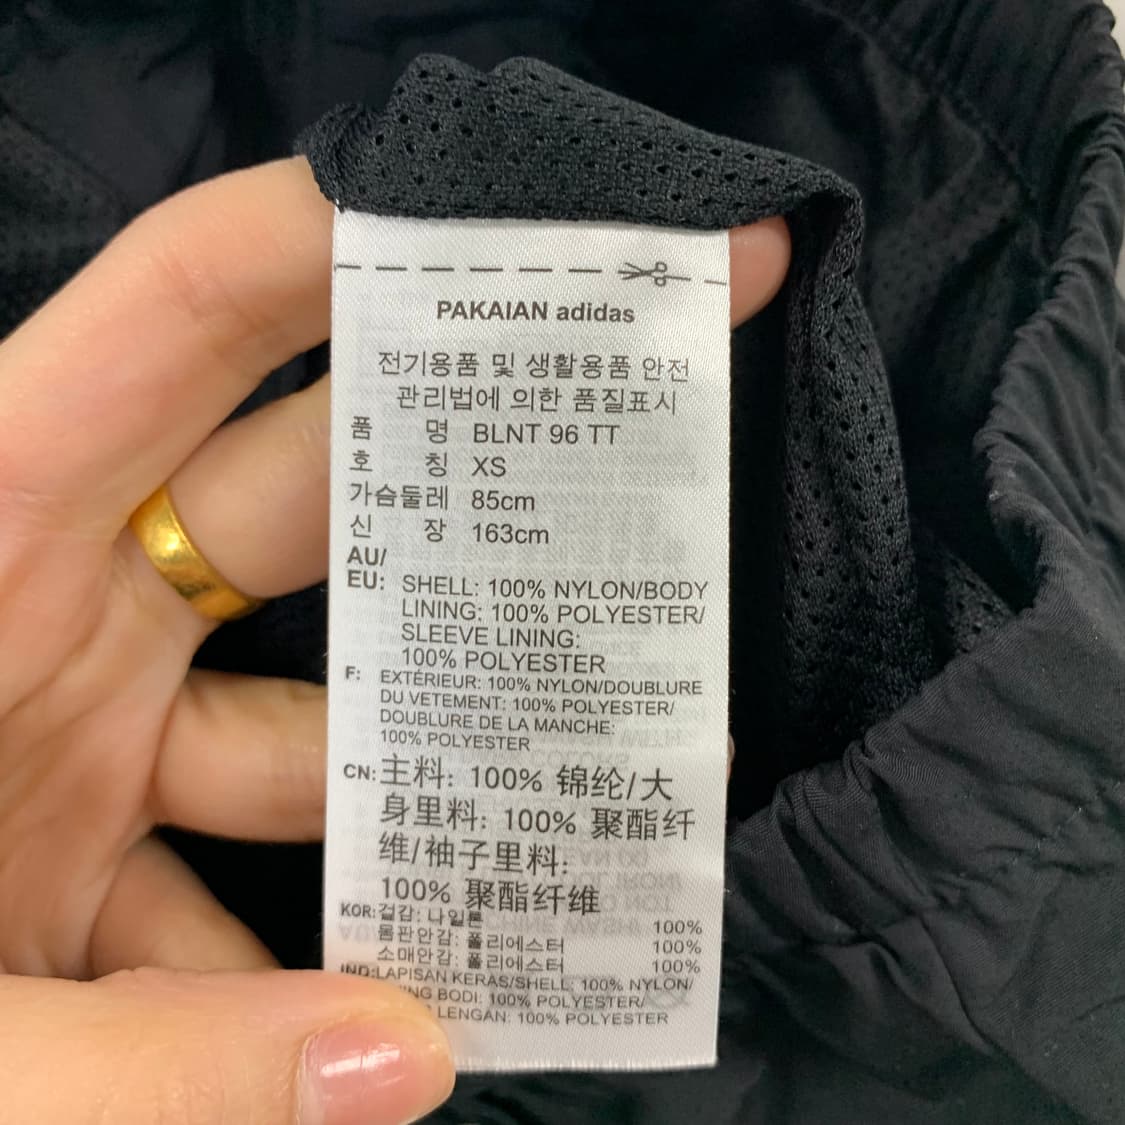 PAKAIAN adidas
전기용품 및 생활용품 안전
관리법에 의한 품질표시
품 명 BLNT 96 TT
호 칭 XS
가슴둘레 85cm
신 장 163cm
AU/
EU: SHELL: 100% NYLON/BODY
LINING: 100% POLYESTER/
SLEEVE LINING:
100% POLYESTER
F: EXTÉRIEUR: 100% NYLON/DOUBLURE
DU VETEMENT: 100% POLYESTER/
DOUBLURE DE LA MANCHE:
100% POLYESTER
CN: 主料: 100% 锦纶/大
身里料: 100% 聚酯纤
维/袖子里料:
100% 聚酯纤维
KOR: 겉감: 나일론 100%
몸판안감: 폴리에스터 100%
소매안감: 폴리에스터 100%
IND: LAPISAN KERAS/SHELL: 100% NYLON/
BODI: 100% POLYESTER/
LENGAN: 100% POLYESTER